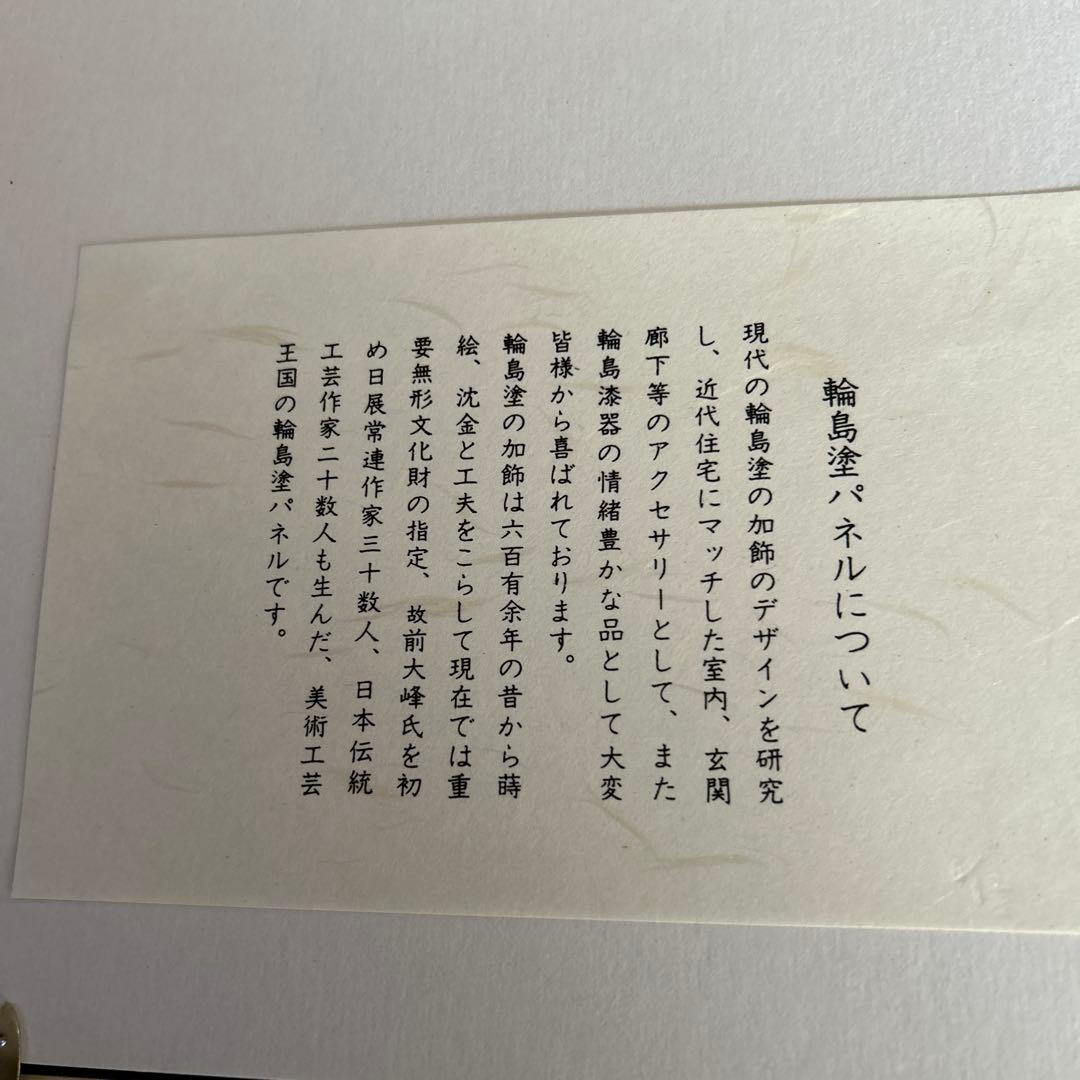 輪島塗パネルについて
現代の輪島塗の加飾のデザインを研究
し、近代住宅にマッチした室内、玄関
廊下等のアクセサリーとして、また
輪島漆器の情緒豊かな品として大変
皆様から喜ばれております。
輪島塗の加飾は六百有余年の昔から蒔
絵、沈金と工夫をこらして現在では重
要無形文化財の指定、故前大峰氏を初
め日展常連作家三十数人、日本伝統
工芸作家二十数人も生んだ、美術工芸
王国の輪島塗パネルです。